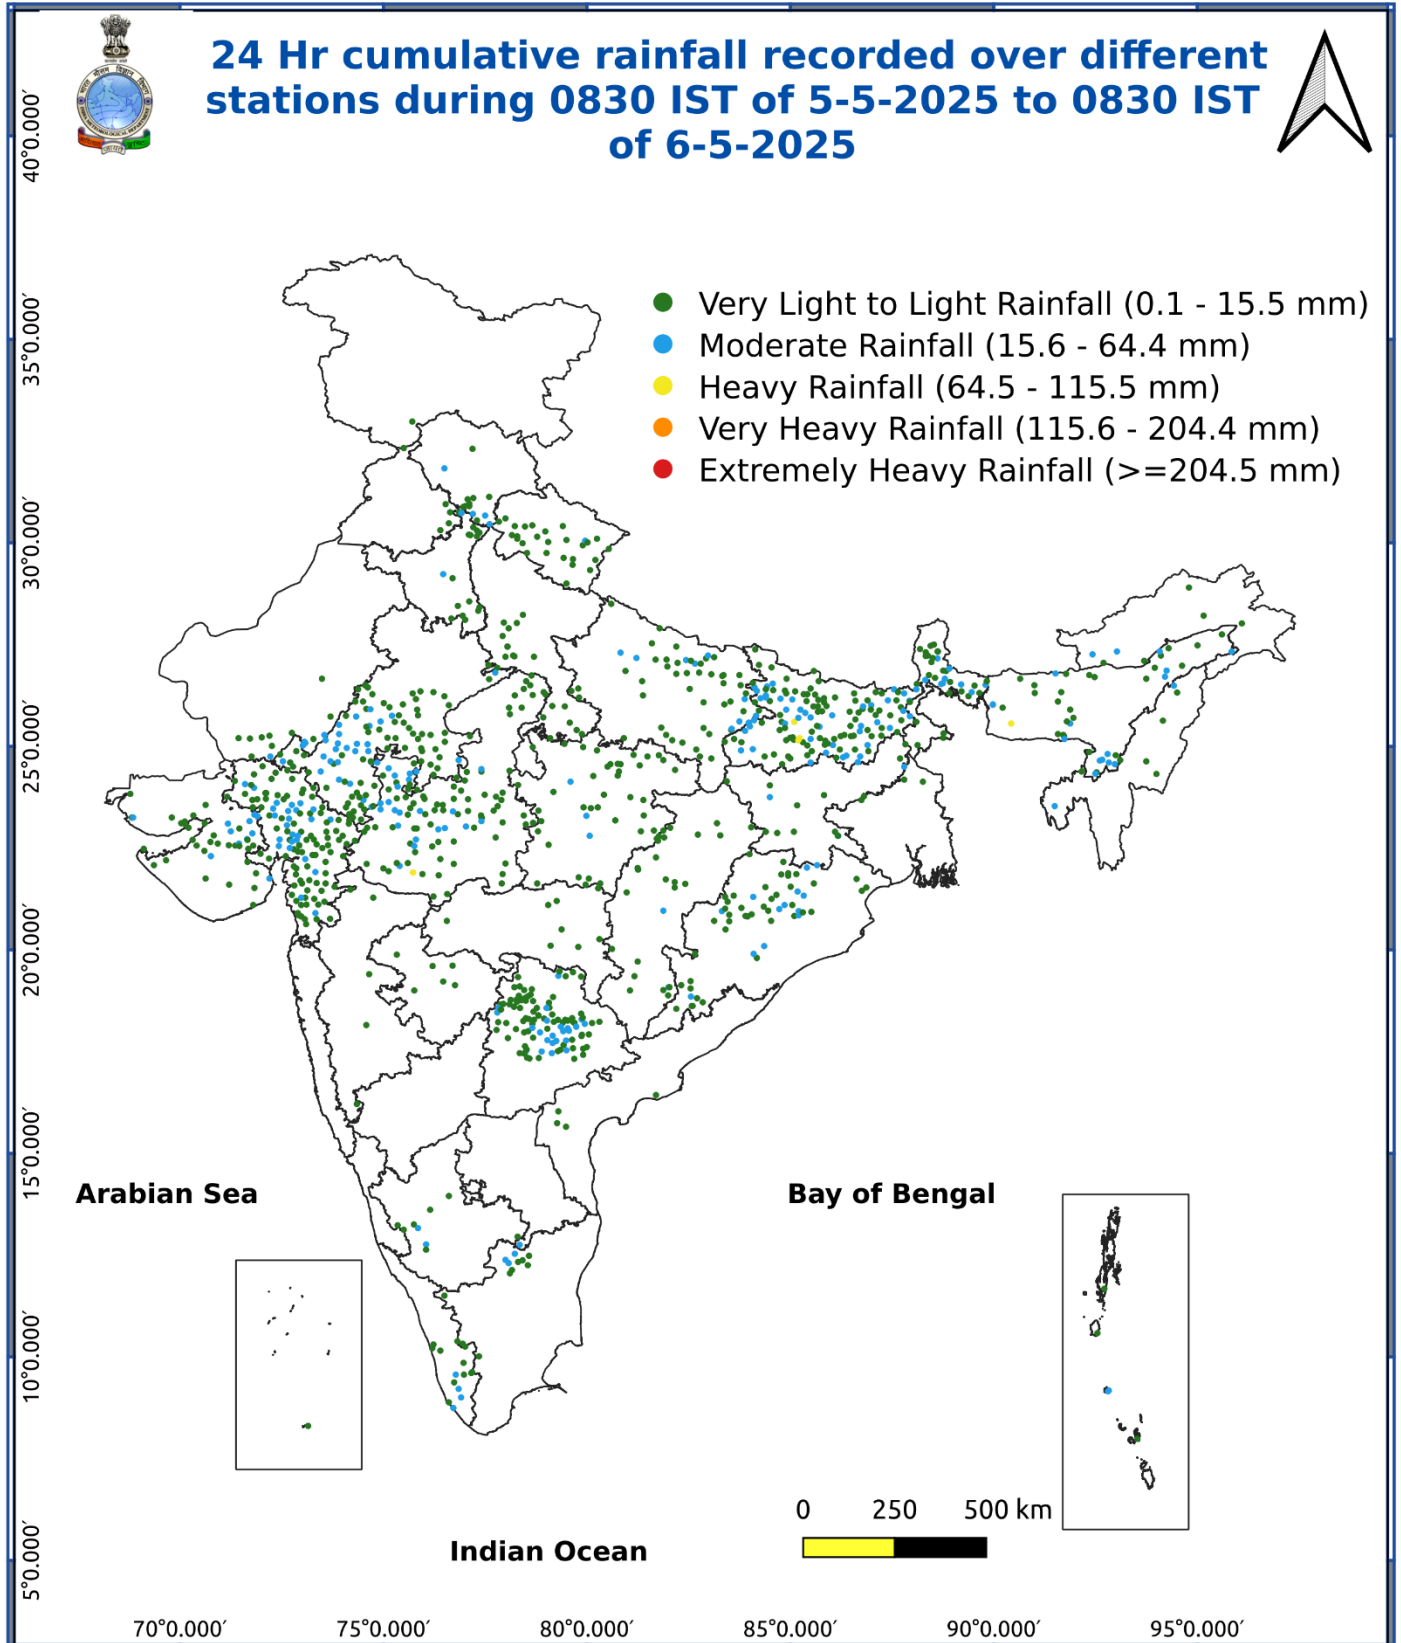 24 Hr cumulative rainfall recorded over different
stations during 0830 IST of 5-5-2025 to 0830 IST
of 6-5-2025
Very Light to Light Rainfall (0.1 - 15.5 mm)
Moderate Rainfall (15.6 - 64.4 mm)
Heavy Rainfall (64.5 - 115.5 mm)
Very Heavy Rainfall (115.6 - 204.4 mm)
Extremely Heavy Rainfall (>=204.5 mm)
40°0.000′
35°0.000′
30°0.000′
25°0.000′
20°0.000′
15°0.000′
10°0.000′
5°0.000′
Arabian Sea
Bay of Bengal
Indian Ocean
0 250 500 km
70°0.000′ 75°0.000′ 80°0.000′ 85°0.000′ 90°0.000′ 95°0.000′